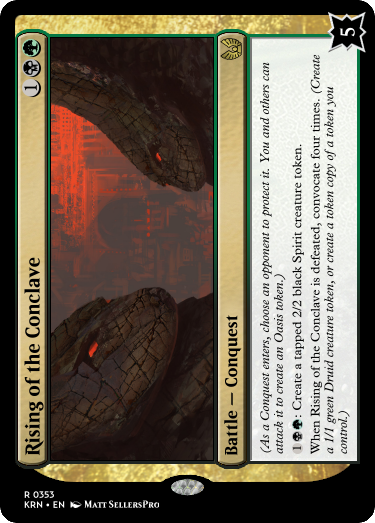 Rising of the Conclave
1
Battle — Conquest
5
(As a Conquest enters, choose an opponent to protect it. You and others can
attack it to create an Oasis token.)
1: Create a tapped 2/2 black Spirit creature token.
When Rising of the Conclave is defeated, convocate four times. (Create
a 1/1 green Druid creature token, or create a token copy of a token you
control.)
R 0353
KRN • EN MATT SELLERSPRO